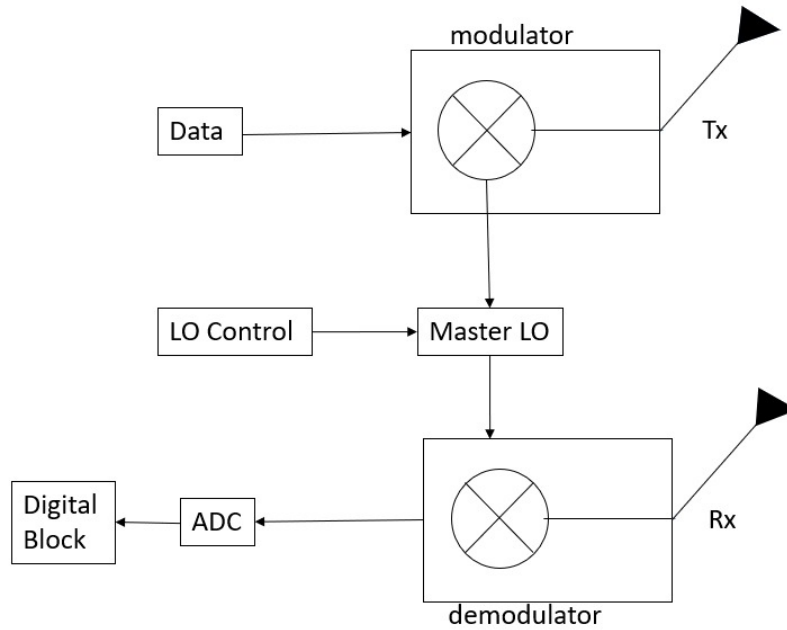 modulator
Data
Tx
LO Control
Master LO
Digital
Block
ADC
Rx
demodulator